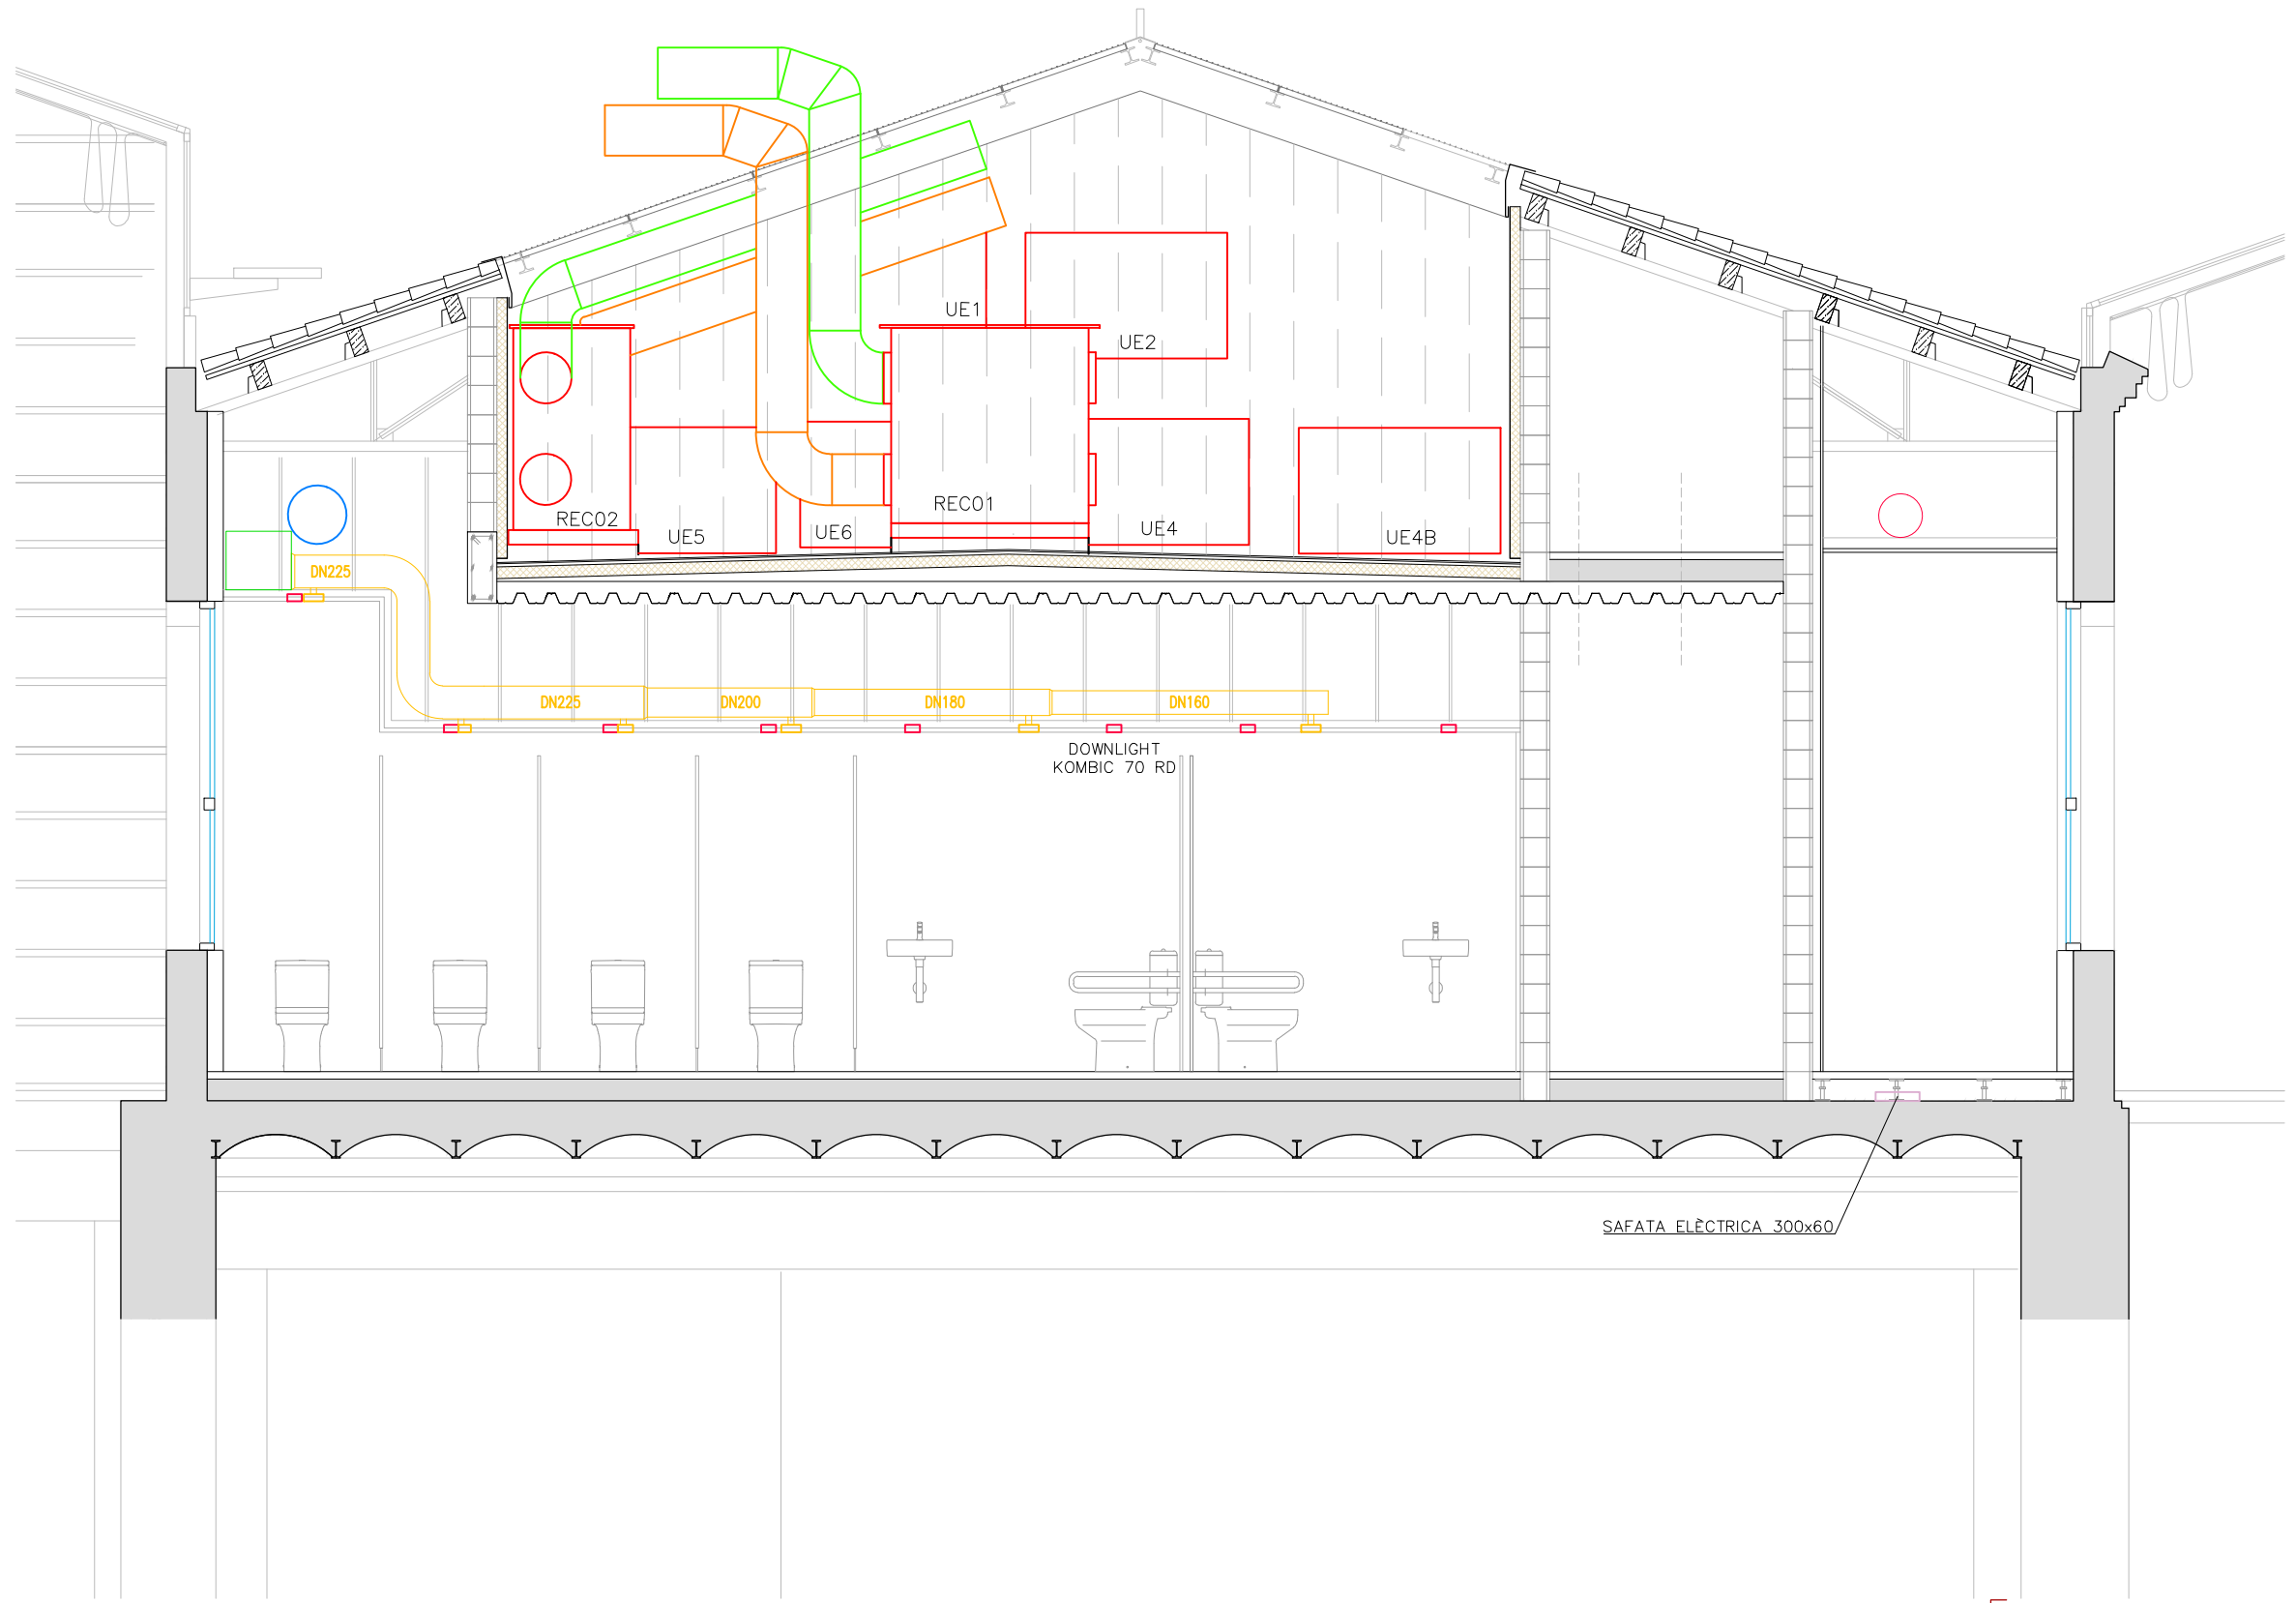 UE1
UE2
REC01
REC02
UE5
UE6
UE4
UE4B
DN225
DN225
DN200
DN180
DN160
DOWNLIGHT
KOMBIC 70 RD
SAFATA ELÈCTRICA 300x60